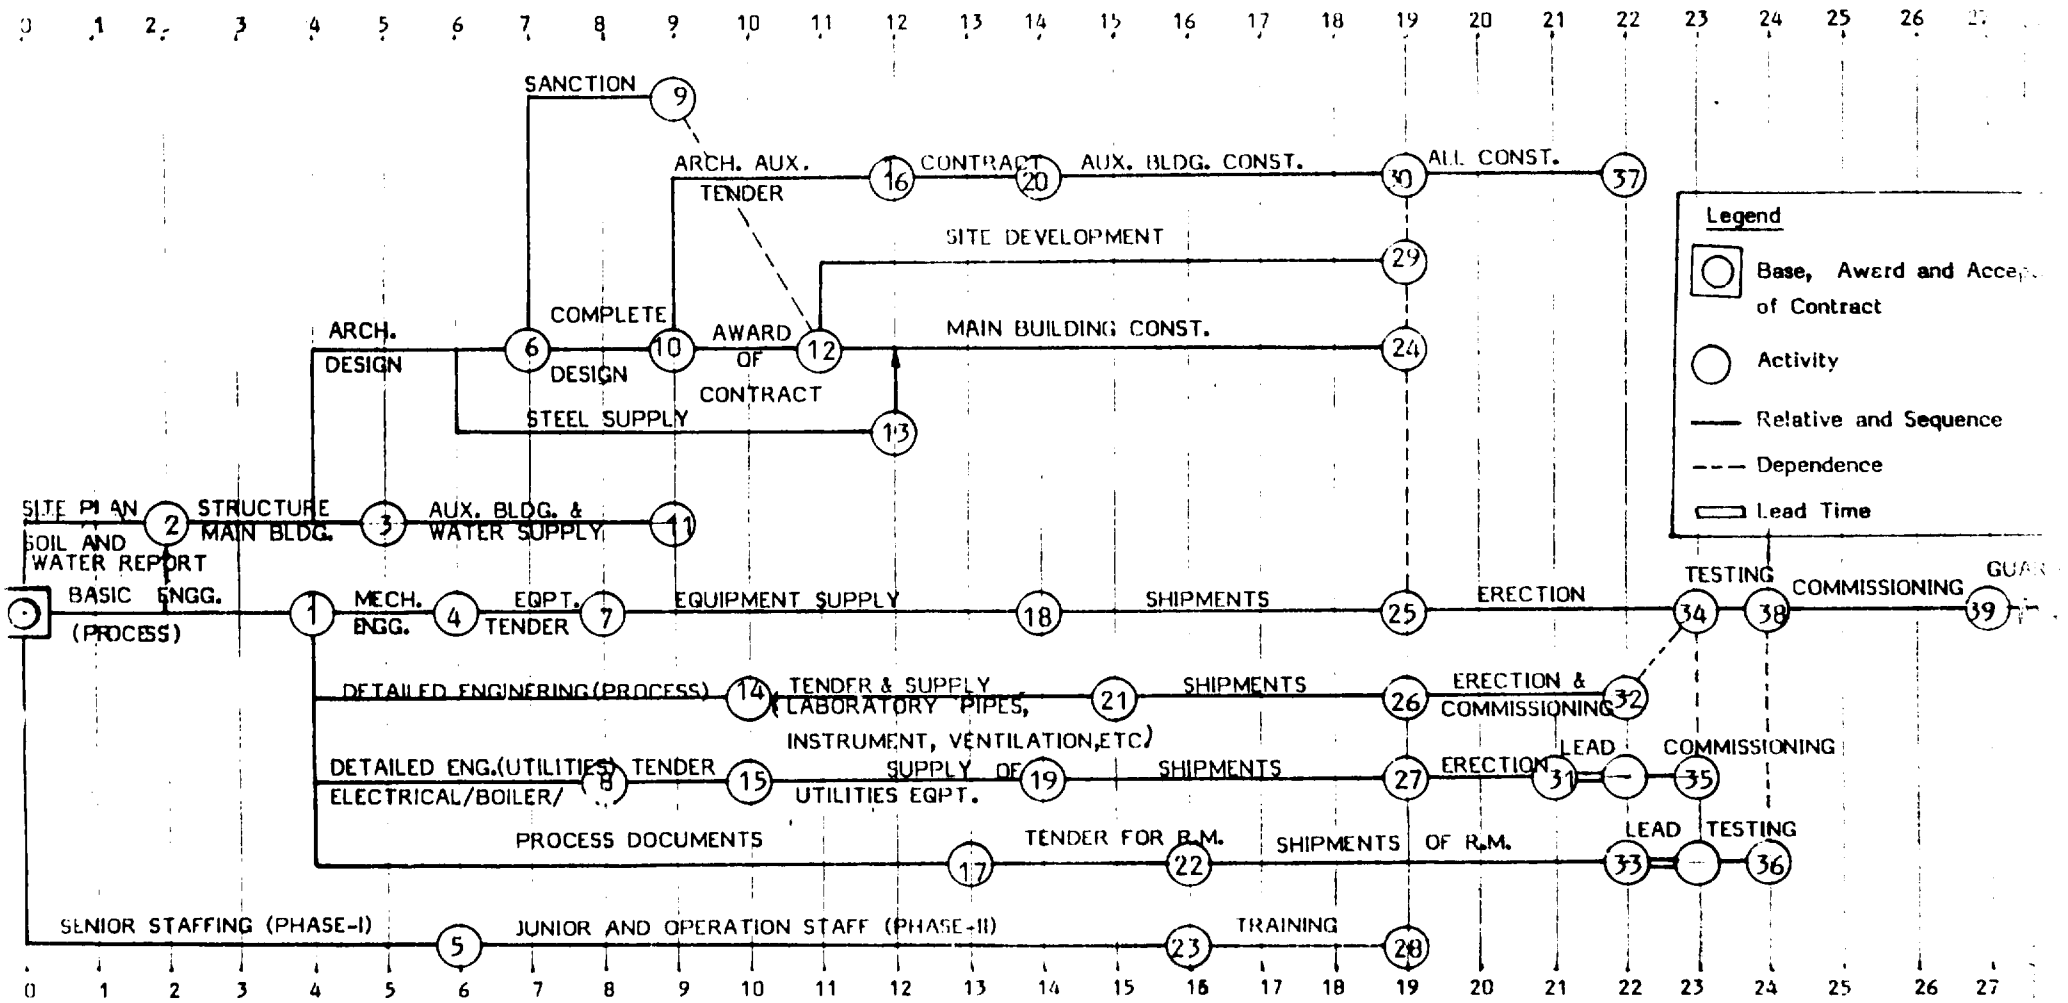 0 1 2 3 4 5 6 7 8 9 10 11 12 13 14 15 16 17 18 19 20 21 22 23 24 25 26
SANCTION 9
ARCH. AUX. 16 CONTRACT 20 AUX. BLDG. CONST. 30 ALL CONST. 37
TENDER
SITE DEVELOPMENT 29
COMPLETE
ARCH. 6 10 AWARD 12 MAIN BUILDING CONST. 24
DESIGN DESIGN OF
CONTRACT
STEEL SUPPLY 13
Legend
Base, Award and
of Contract
Activity
Relative and Sequence
Dependence
Lead Time
SITE PLAN 2 STRUCTURE 3 AUX. BLDG. & 11
SOIL AND MAIN BLDG. WATER SUPPLY
WATER REPORT
BASIC ENGG. 1 MECH. 4 EQPT. 7 EQUIPMENT SUPPLY 18 SHIPMENTS 25 ERECTION 34 TESTING 38 COMMISSIONING 39
(PROCESS) ENGG. TENDER
DETAILED ENGINERING (PROCESS) 14 TENDER & SUPPLY 21 SHIPMENTS 26 ERECTION & 32
(LABORATORY PIPES, COMMISSIONING
INSTRUMENT, VENTILATION, ETC)
DETAILED ENG.(UTILITIES) 8 TENDER 15 SUPPLY OF 19 SHIPMENTS 27 ERECTION 31 LEAD COMMISSIONING 35
ELECTRICAL/BOILER/ UTILITIES EQPT.
PROCESS DOCUMENTS 17 TENDER FOR R.M. 22 SHIPMENTS OF R.M. 33 LEAD TESTING 36
SENIOR STAFFING (PHASE-I) 5 JUNIOR AND OPERATION STAFF (PHASE-II) 23 TRAINING 28
0 1 2 3 4 5 6 7 8 9 10 11 12 13 14 15 16 17 18 19 20 21 22 23 24 25 26 27